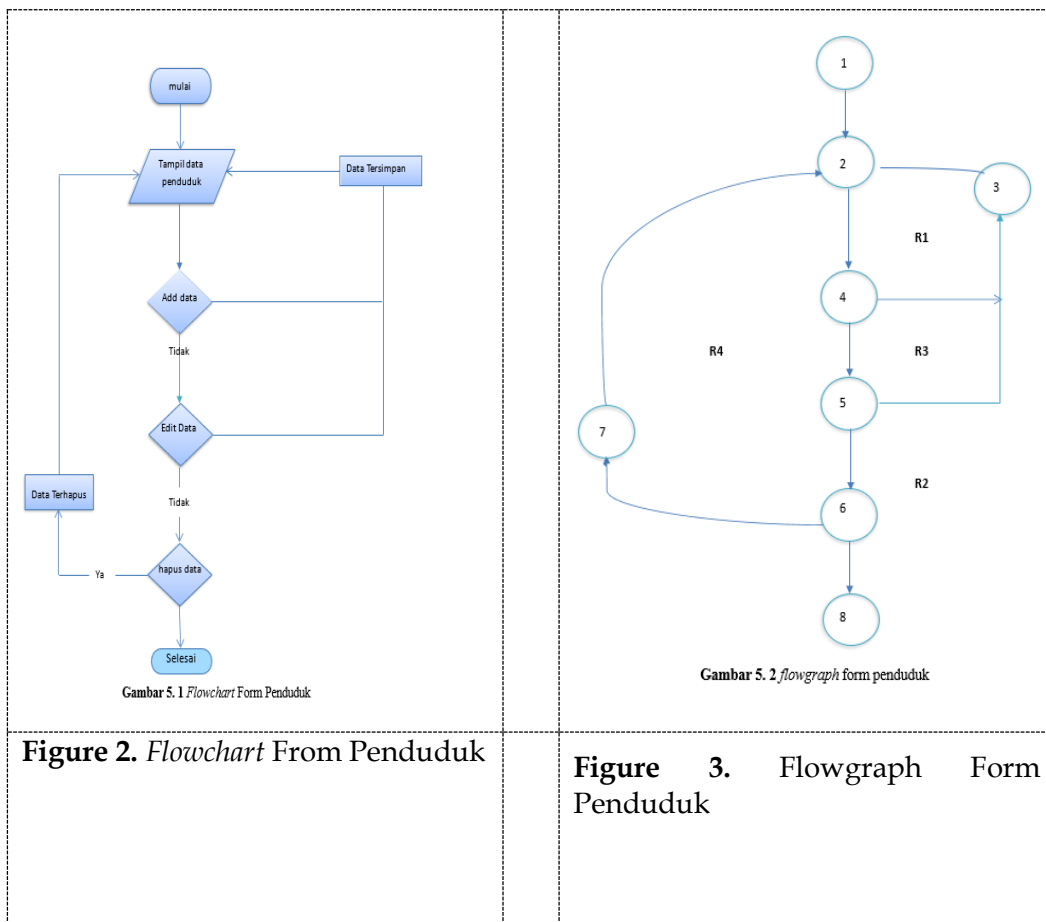 mulai
Tampil data
penduduk
Data Tersimpan
Add data
Tidak
Edit Data
Data Terhapus
Tidak
Ya
hapus data
Selesai
Gambar 5. 1 Flowchart Form Penduduk
Figure 2. Flowchart From Penduduk
1
2
3
R1
4
R4
R3
5
7
R2
6
8
Gambar 5. 2 flowgraph form penduduk
Figure 3. Flowgraph Form
Penduduk